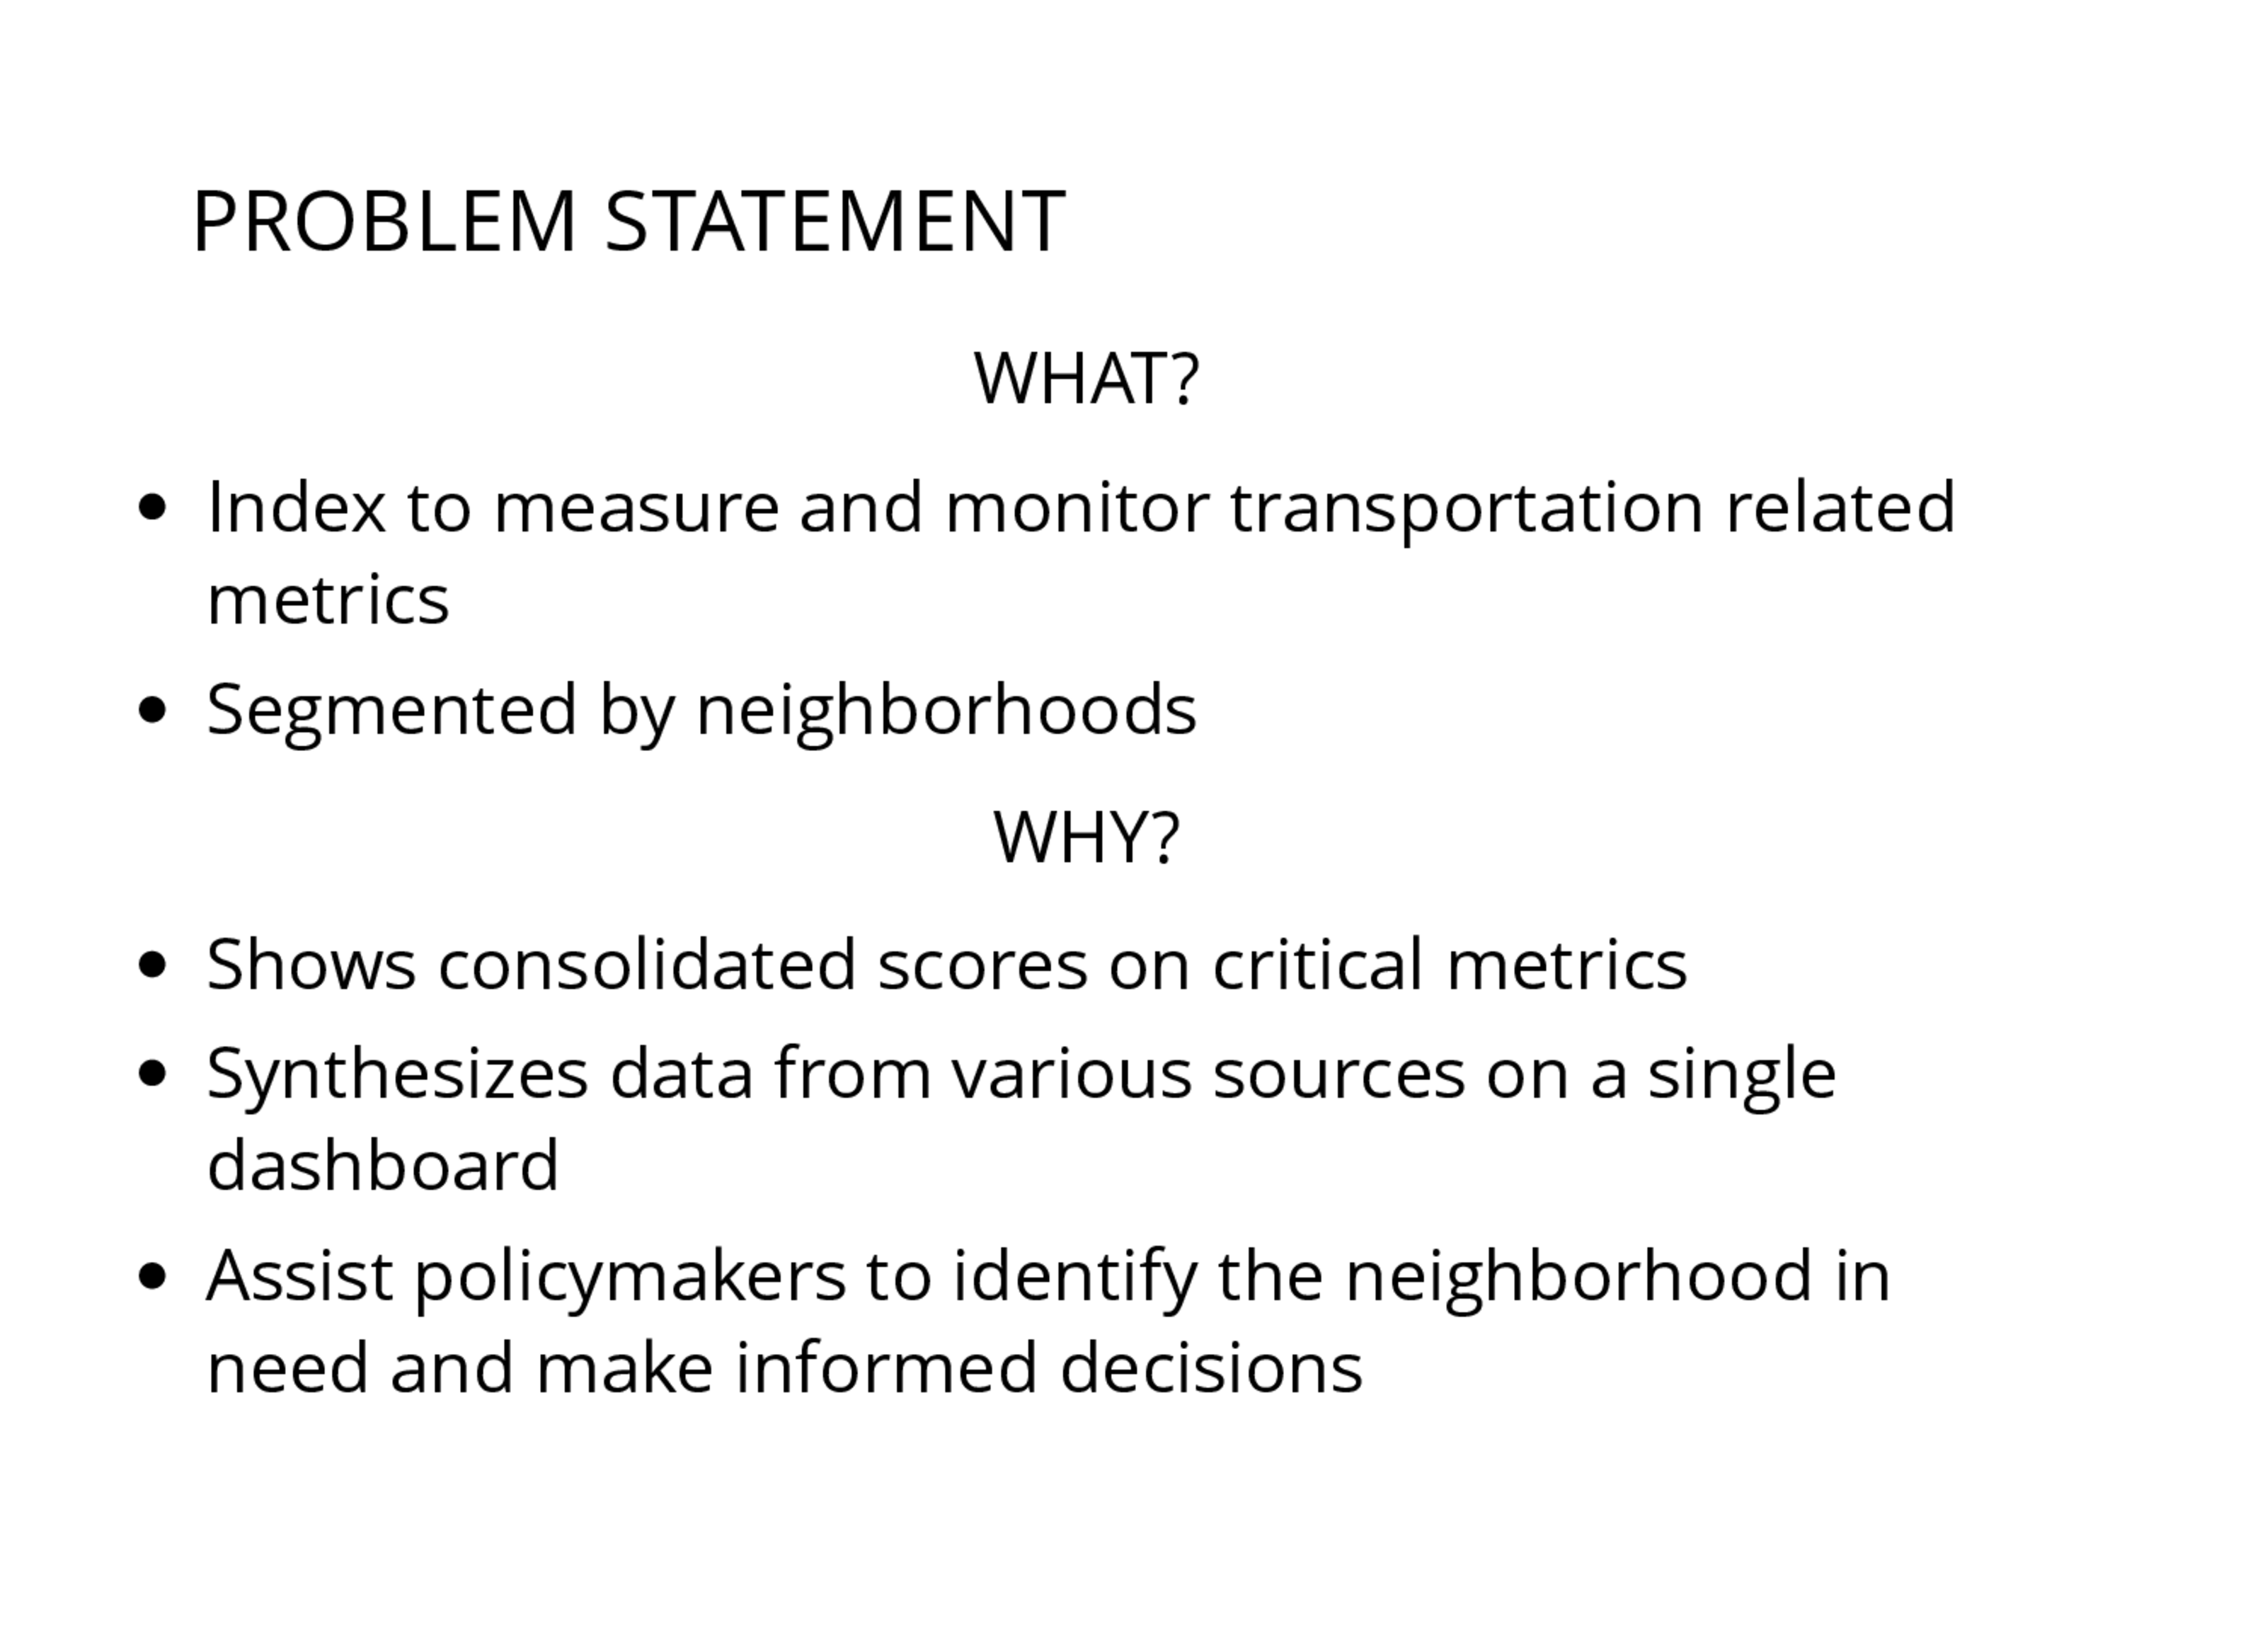 PROBLEM STATEMENT
WHAT?
• Index to measure and monitor transportation related
metrics
• Segmented by neighborhoods
WHY?
• Shows consolidated scores on critical metrics
• Synthesizes data from various sources on a single
dashboard
• Assist policymakers to identify the neighborhood in
need and make informed decisions